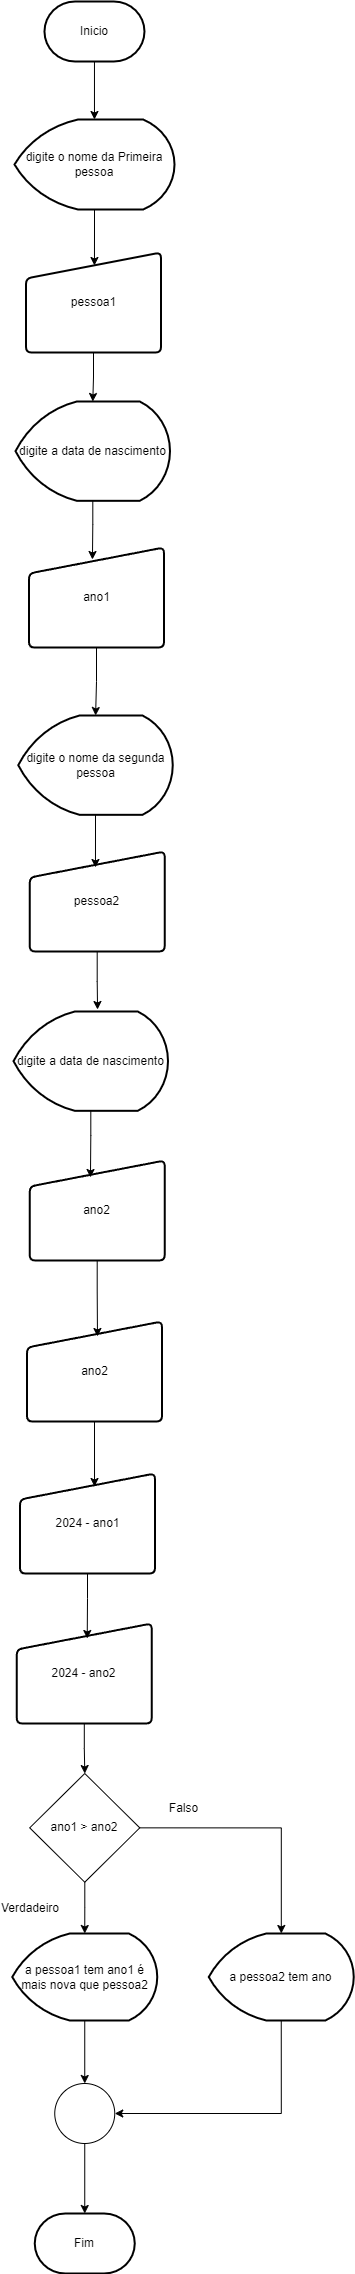 Inicio
digite o nome da Primeira
pessoa
pessoa1
digite a data de nascimento
ano1
digite o nome da segunda
pessoa
pessoa2
digite a data de nascimento
ano2
ano2
2024 - ano1
2024 - ano2
ano1 > ano2
Falso
Verdadeiro
a pessoa1 tem ano1 é
mais nova que pessoa2
a pessoa2 tem ano
Fim